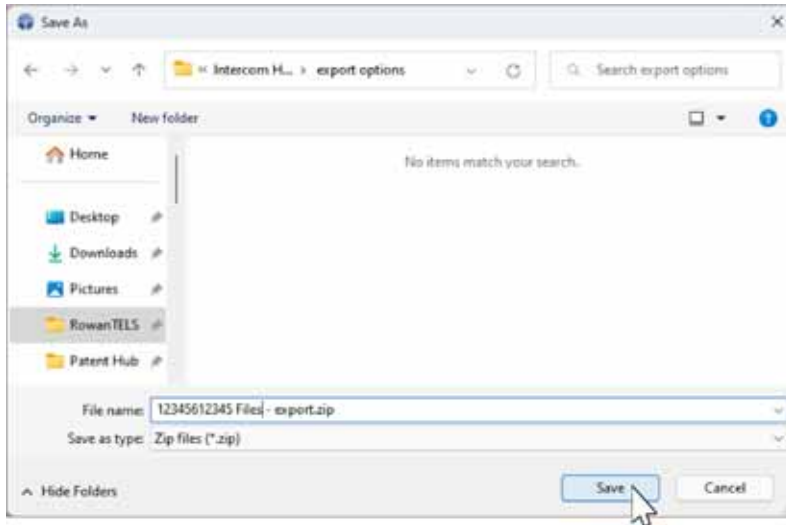 Save As
« Intercom H... › export options
Search export options
Organize
New folder
No items match your search.
Home
Desktop
Downloads
Pictures
RowanTELS
Patent Hub
File name: 12345612345 Files - export.zip
Save as type: Zip files (*.zip)
Hide Folders
Save
Cancel